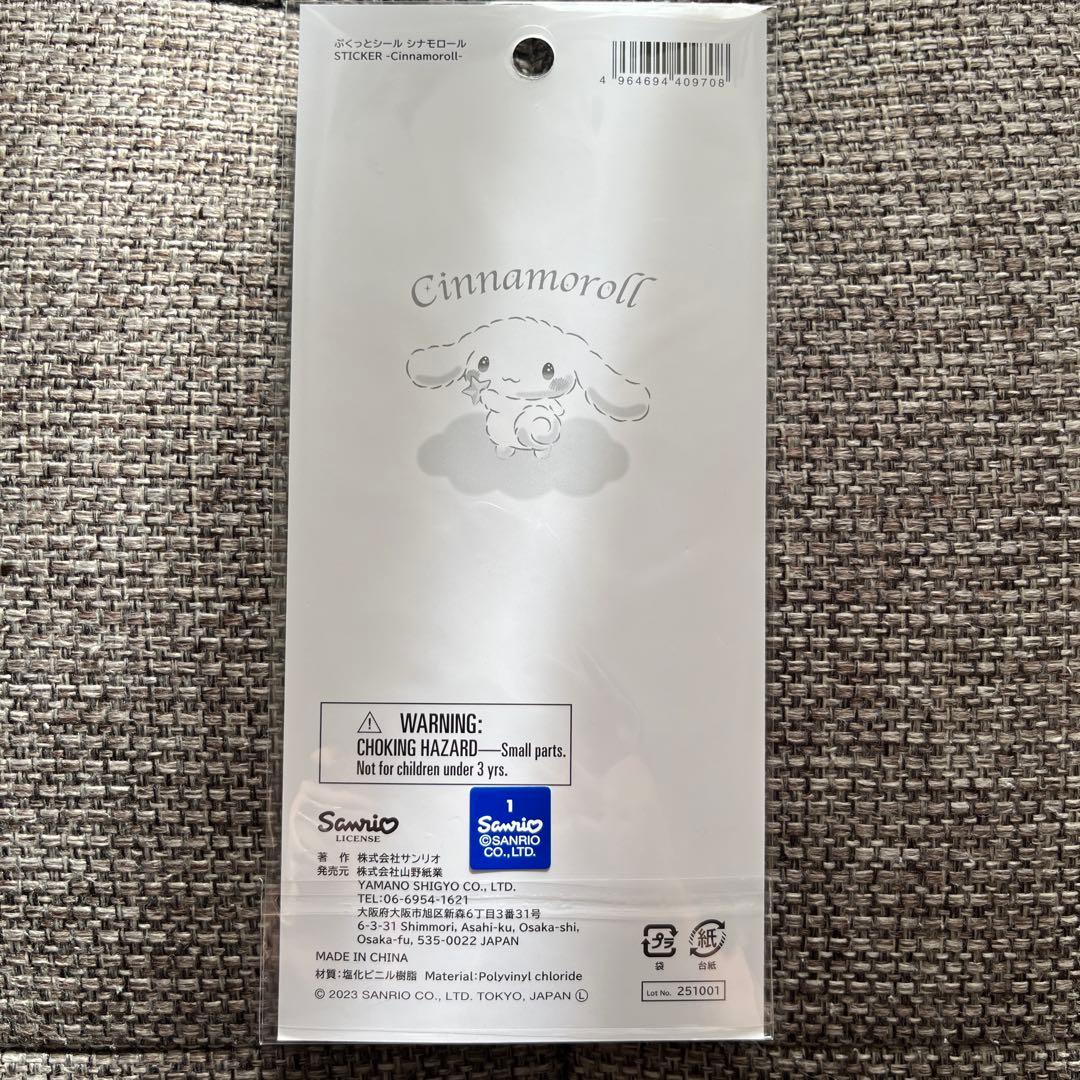 ぷくっとシール シナモロール
STICKER -Cinnamoroll-
4 964694 409708
Cinnamoroll
WARNING:
CHOKING HAZARD—Small parts.
Not for children under 3 yrs.
1
Sanrio
©SANRIO
CO., LTD.
Sanrio
LICENSE
著 作 株式会社サンリオ
発売元 株式会社山野紙業
YAMANO SHIGYO CO., LTD.
TEL:06-6954-1621
大阪府大阪市旭区新森6丁目3番31号
6-3-31 Shimmori, Asahi-ku, Osaka-shi,
Osaka-fu, 535-0022 JAPAN
MADE IN CHINA
材質:塩化ビニル樹脂 Material:Polyvinyl chloride
© 2023 SANRIO CO., LTD. TOKYO, JAPAN Ⓛ
プラ
袋
紙
台紙
Lot No. 251001